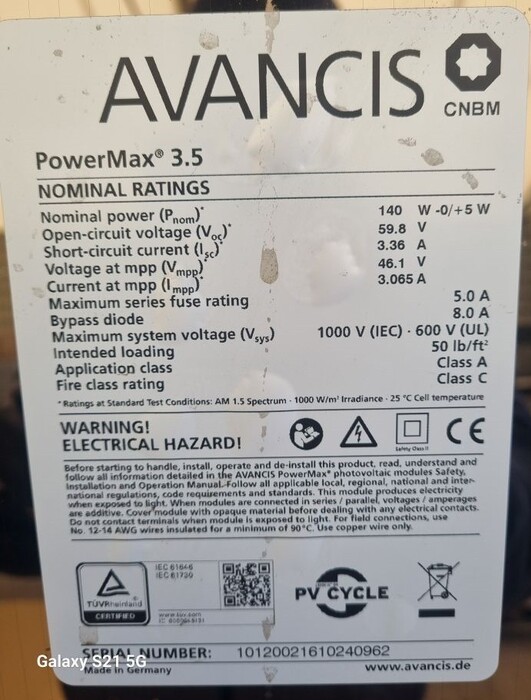 AVANCIS
CNBM
PowerMax® 3.5
NOMINAL RATINGS
Nominal power (Pnom)* 140 W -0/+5 W
Open-circuit voltage (Voc)* 59.8 V
Short-circuit current (Isc)* 3.36 A
Voltage at mpp (Vmpp)* 46.1 V
Current at mpp (Impp)* 3.065 A
Maximum series fuse rating 5.0 A
Bypass diode 8.0 A
Maximum system voltage (Vsys) 1000 V (IEC) · 600 V (UL)
Intended loading 50 lb/ft²
Application class Class A
Fire class rating Class C
*Ratings at Standard Test Conditions: AM 1.5 Spectrum · 1000 W/m² Irradiance · 25 °C Cell temperature
WARNING!
ELECTRICAL HAZARD!
Safety Class II
CE
Before starting to handle, install, operate and de-install this product, read, understand and
follow all information detailed in the AVANCIS PowerMax® photovoltaic modules Safety,
Installation and Operation Manual. Follow all applicable local, regional, national and inter-
national regulations, code requirements and standards. This module produces electricity
when exposed to light. When modules are connected in series / parallel, voltages / amperages
are additive. Cover module with opaque material before dealing with any electrical contacts.
Do not contact terminals when module is exposed to light. For field connections, use
No. 12-14 AWG wires insulated for a minimum of 90°C. Use copper wire only.
TÜVRheinland
CERTIFIED
IEC 61646
IEC 61730
www.tuv.com
PV CYCLE
SERIAL NUMBER: 10120021610240962
Made in Germany
www.avancis.de
Galaxy S21 5G